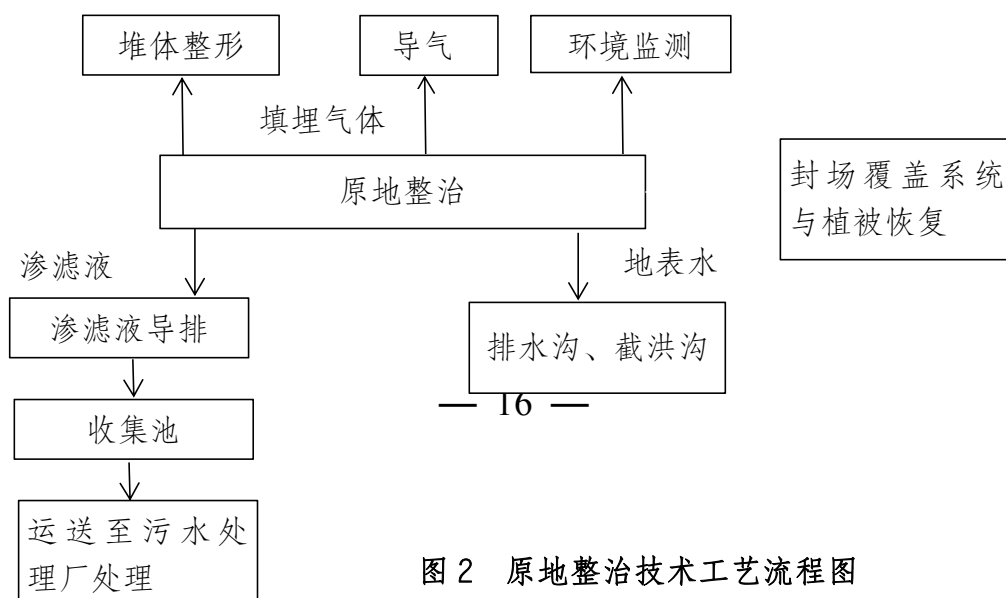 堆体整形
导气
环境监测
填埋气体
原地整治
封场覆盖系统
与植被恢复
渗滤液
地表水
渗滤液导排
排水沟、截洪沟
— 16 —
收集池
运送至污水处
理厂处理
图 2 原地整治技术工艺流程图